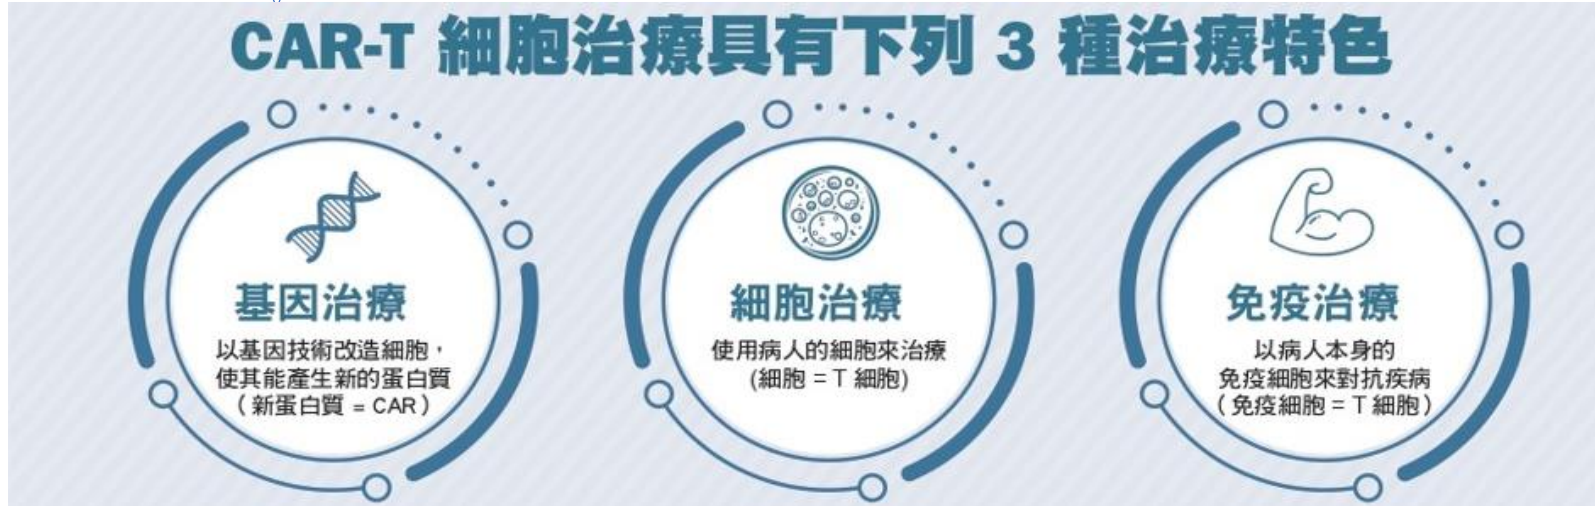 CAR-T 細胞治療具有下列 3 種治療特色
基因治療
以基因技術改造細胞，
使其能產生新的蛋白質
（新蛋白質 = CAR）
細胞治療
使用病人的細胞來治療
(細胞 = T 細胞)
免疫治療
以病人本身的
免疫細胞來對抗疾病
（免疫細胞 = T 細胞）